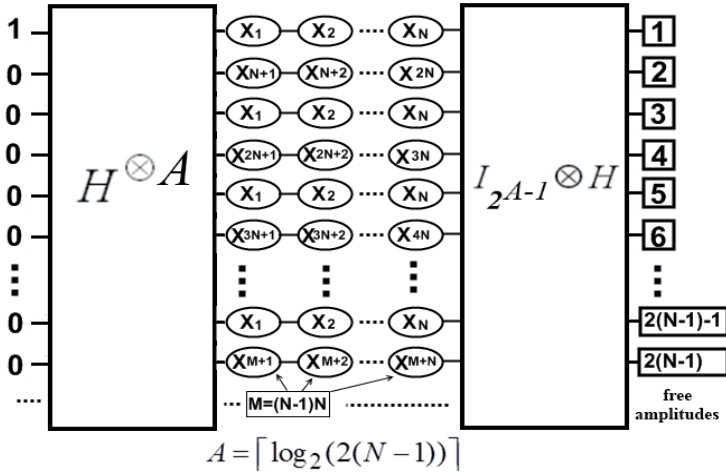 1 X1 X2 ..... XN 1
0 XN+1 XN+2 ..... X2N 2
0 X1 X2 ..... XN 3
0 X2N+1 X2N+2 ..... X3N 4
H⊗A I2A-1 ⊗ H
0 X1 X2 ..... XN 5
0 X3N+1 X3N+2 ..... X4N 6
0 X1 X2 ..... XN 2(N-1)-1
0 XM+1 XM+2 ..... XM+N 2(N-1)
M=(N-1)N
free
amplitudes
A = ⌈log2(2(N−1))⌉